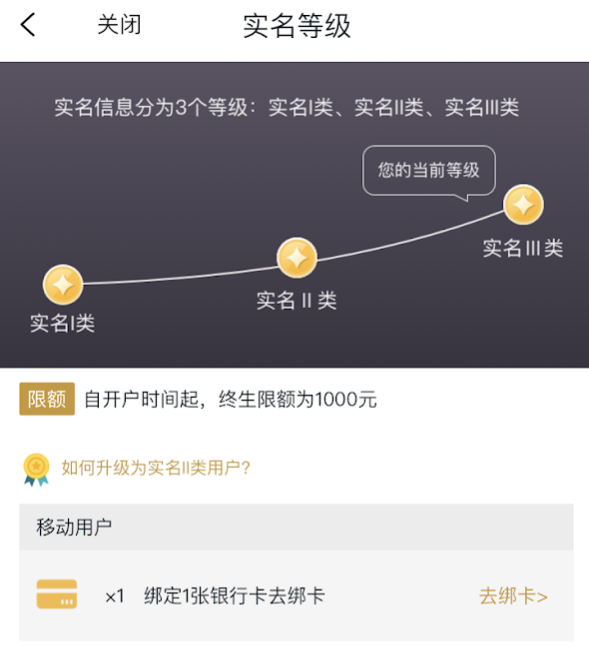 关闭
实名等级
实名信息分为3个等级：实名I类、实名II类、实名III类
您的当前等级
实名III类
实名II类
实名I类
限额 自开户时间起，终生限额为1000元
如何升级为实名II类用户?
移动用户
×1 绑定1张银行卡去绑卡 去绑卡>